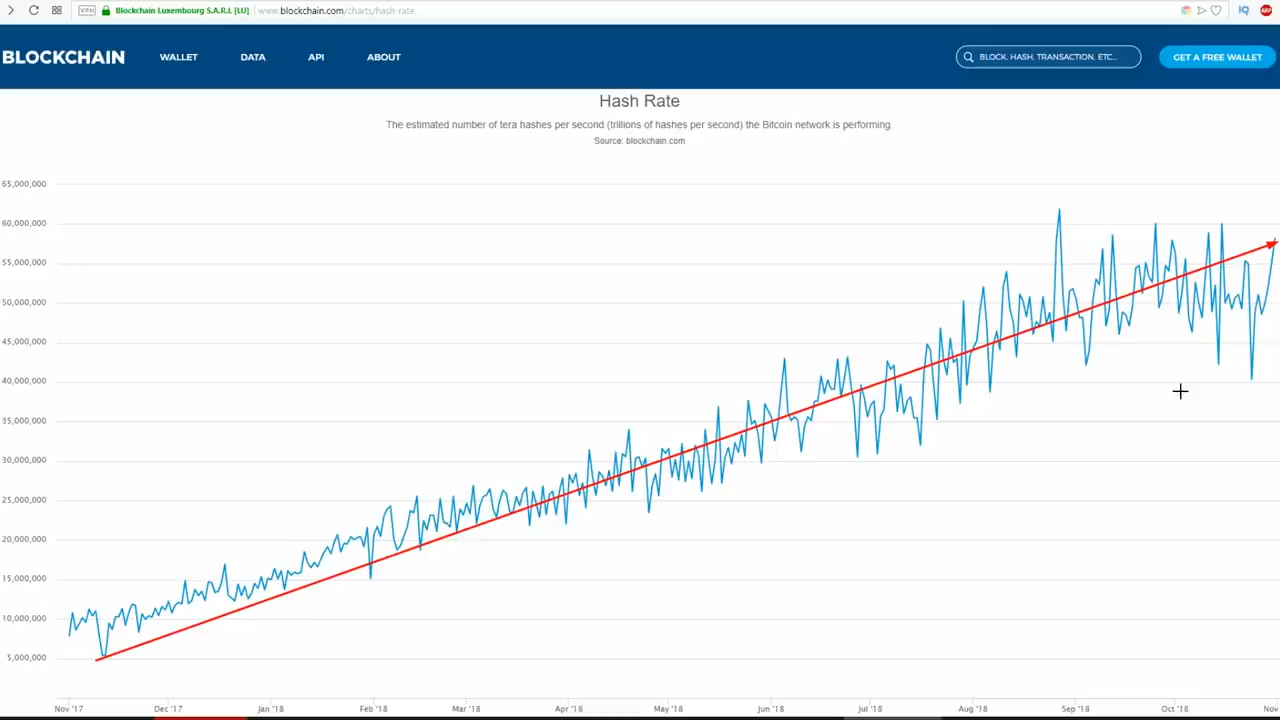 VPN Blockchain Luxembourg S.A.R.L [LU] www.blockchain.com/charts/hash-rate IQ ABP
BLOCKCHAIN WALLET DATA API ABOUT BLOCK, HASH, TRANSACTION, ETC... GET A FREE WALLET
Hash Rate
The estimated number of tera hashes per second (trillions of hashes per second) the Bitcoin network is performing.
Source: blockchain.com
65,000,000
60,000,000
55,000,000
50,000,000
45,000,000
40,000,000
35,000,000
30,000,000
25,000,000
20,000,000
15,000,000
10,000,000
5,000,000
Nov '17 Dec '17 Jan '18 Feb '18 Mar '18 Apr '18 May '18 Jun '18 Jul '18 Aug '18 Sep '18 Oct '18 Nov